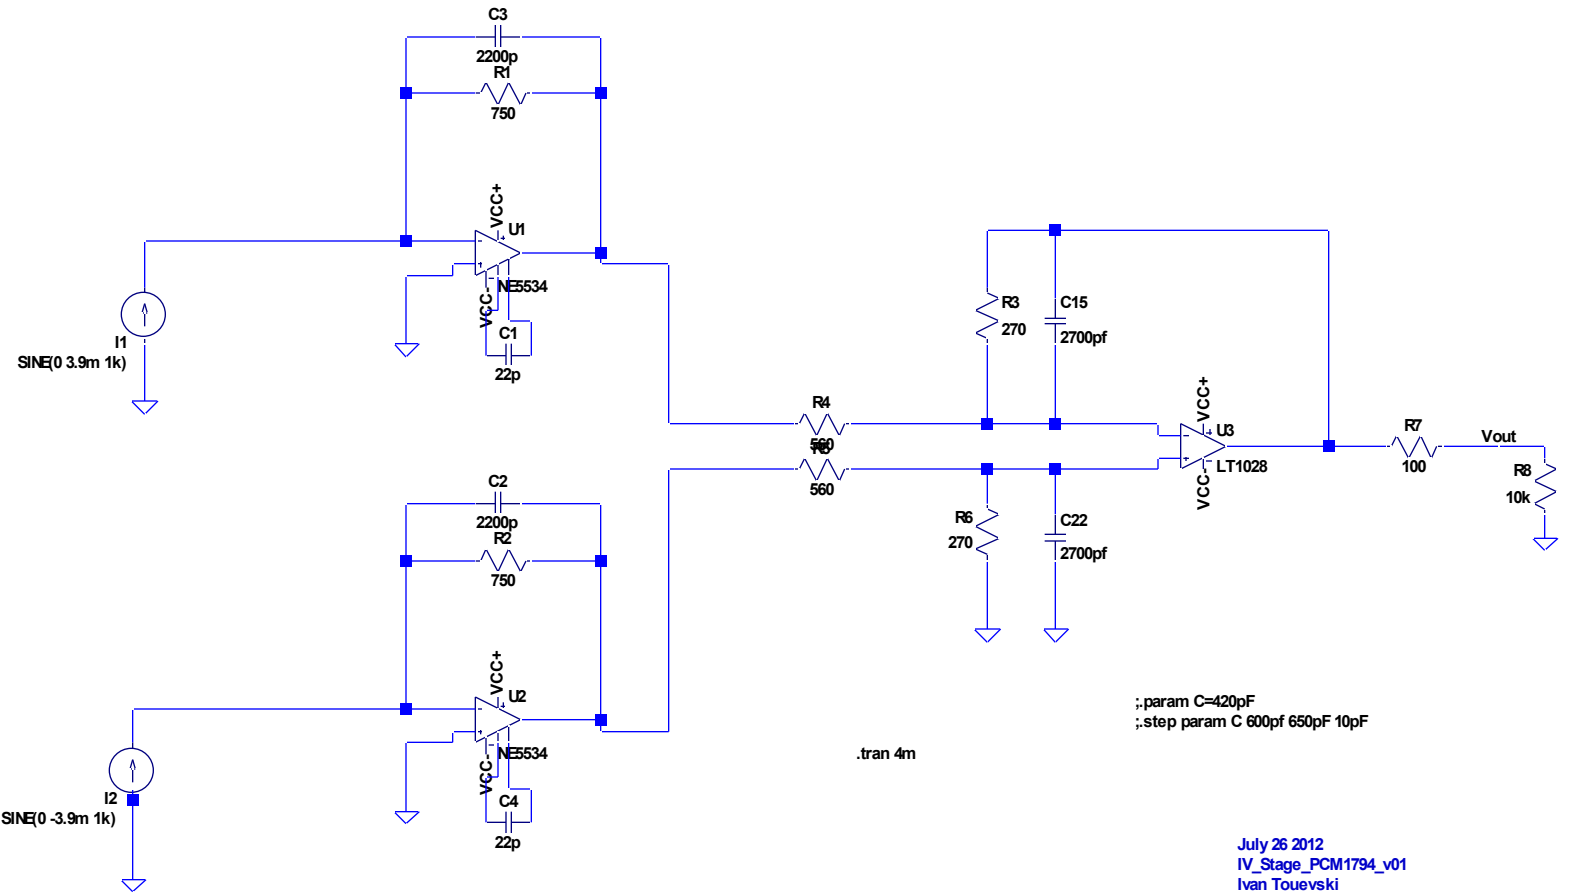 C3
2200p
R1
750
VCC+
U1
NE5534
VCC-
C1
22p
I1
SINE(0 3.9m 1k)
R3
270
C15
2700pf
R4
560
R5
560
VCC+
U3
LT1028
VCC-
R7
100
Vout
R8
10k
C2
2200p
R2
750
R6
270
C22
2700pf
VCC+
U2
NE5534
VCC-
C4
22p
I2
SINE(0 -3.9m 1k)
;.param C=420pF
;.step param C 600pf 650pF 10pF
.tran 4m
July 26 2012
IV_Stage_PCM1794_v01
Ivan Touevski